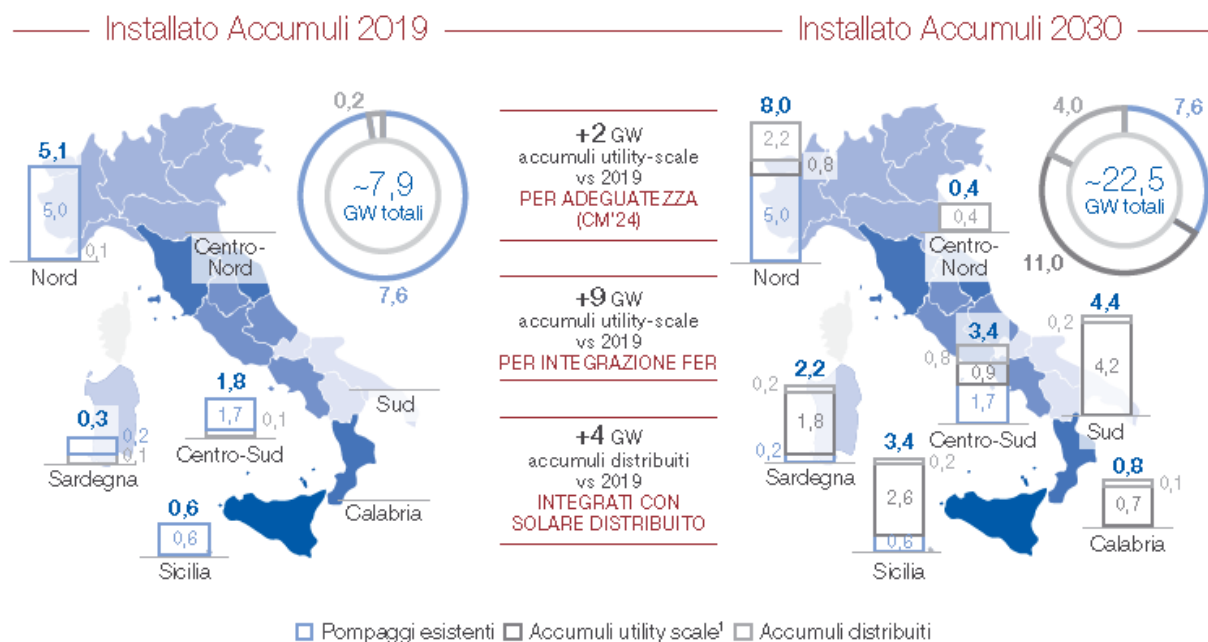 Installato Accumuli 2019
5,1
5,0
0,1
Nord
0,2
~7,9
GW totali
7,6
Centro-
Nord
0,3
0,2
0,1
Sardegna
1,8
1,7
0,1
Centro-Sud
Sud
0,6
0,6
Sicilia
Calabria
+2 GW
accumuli utility-scale
vs 2019
PER ADEGUATEZZA
(CM'24)
+9 GW
accumuli utility-scale
vs 2019
PER INTEGRAZIONE FER
+4 GW
accumuli distribuiti
vs 2019
INTEGRATI CON
SOLARE DISTRIBUITO
Installato Accumuli 2030
8,0
2,2
0,8
5,0
Nord
4,0
7,6
~22,5
GW totali
11,0
0,4
0,4
Centro-
Nord
4,4
0,2
4,2
Sud
3,4
0,8
0,9
1,7
Centro-Sud
2,2
0,2
1,8
0,2
Sardegna
3,4
0,2
2,6
0,6
Sicilia
0,8
0,1
0,7
Calabria
Pompaggi esistenti Accumuli utility scale¹ Accumuli distribuiti